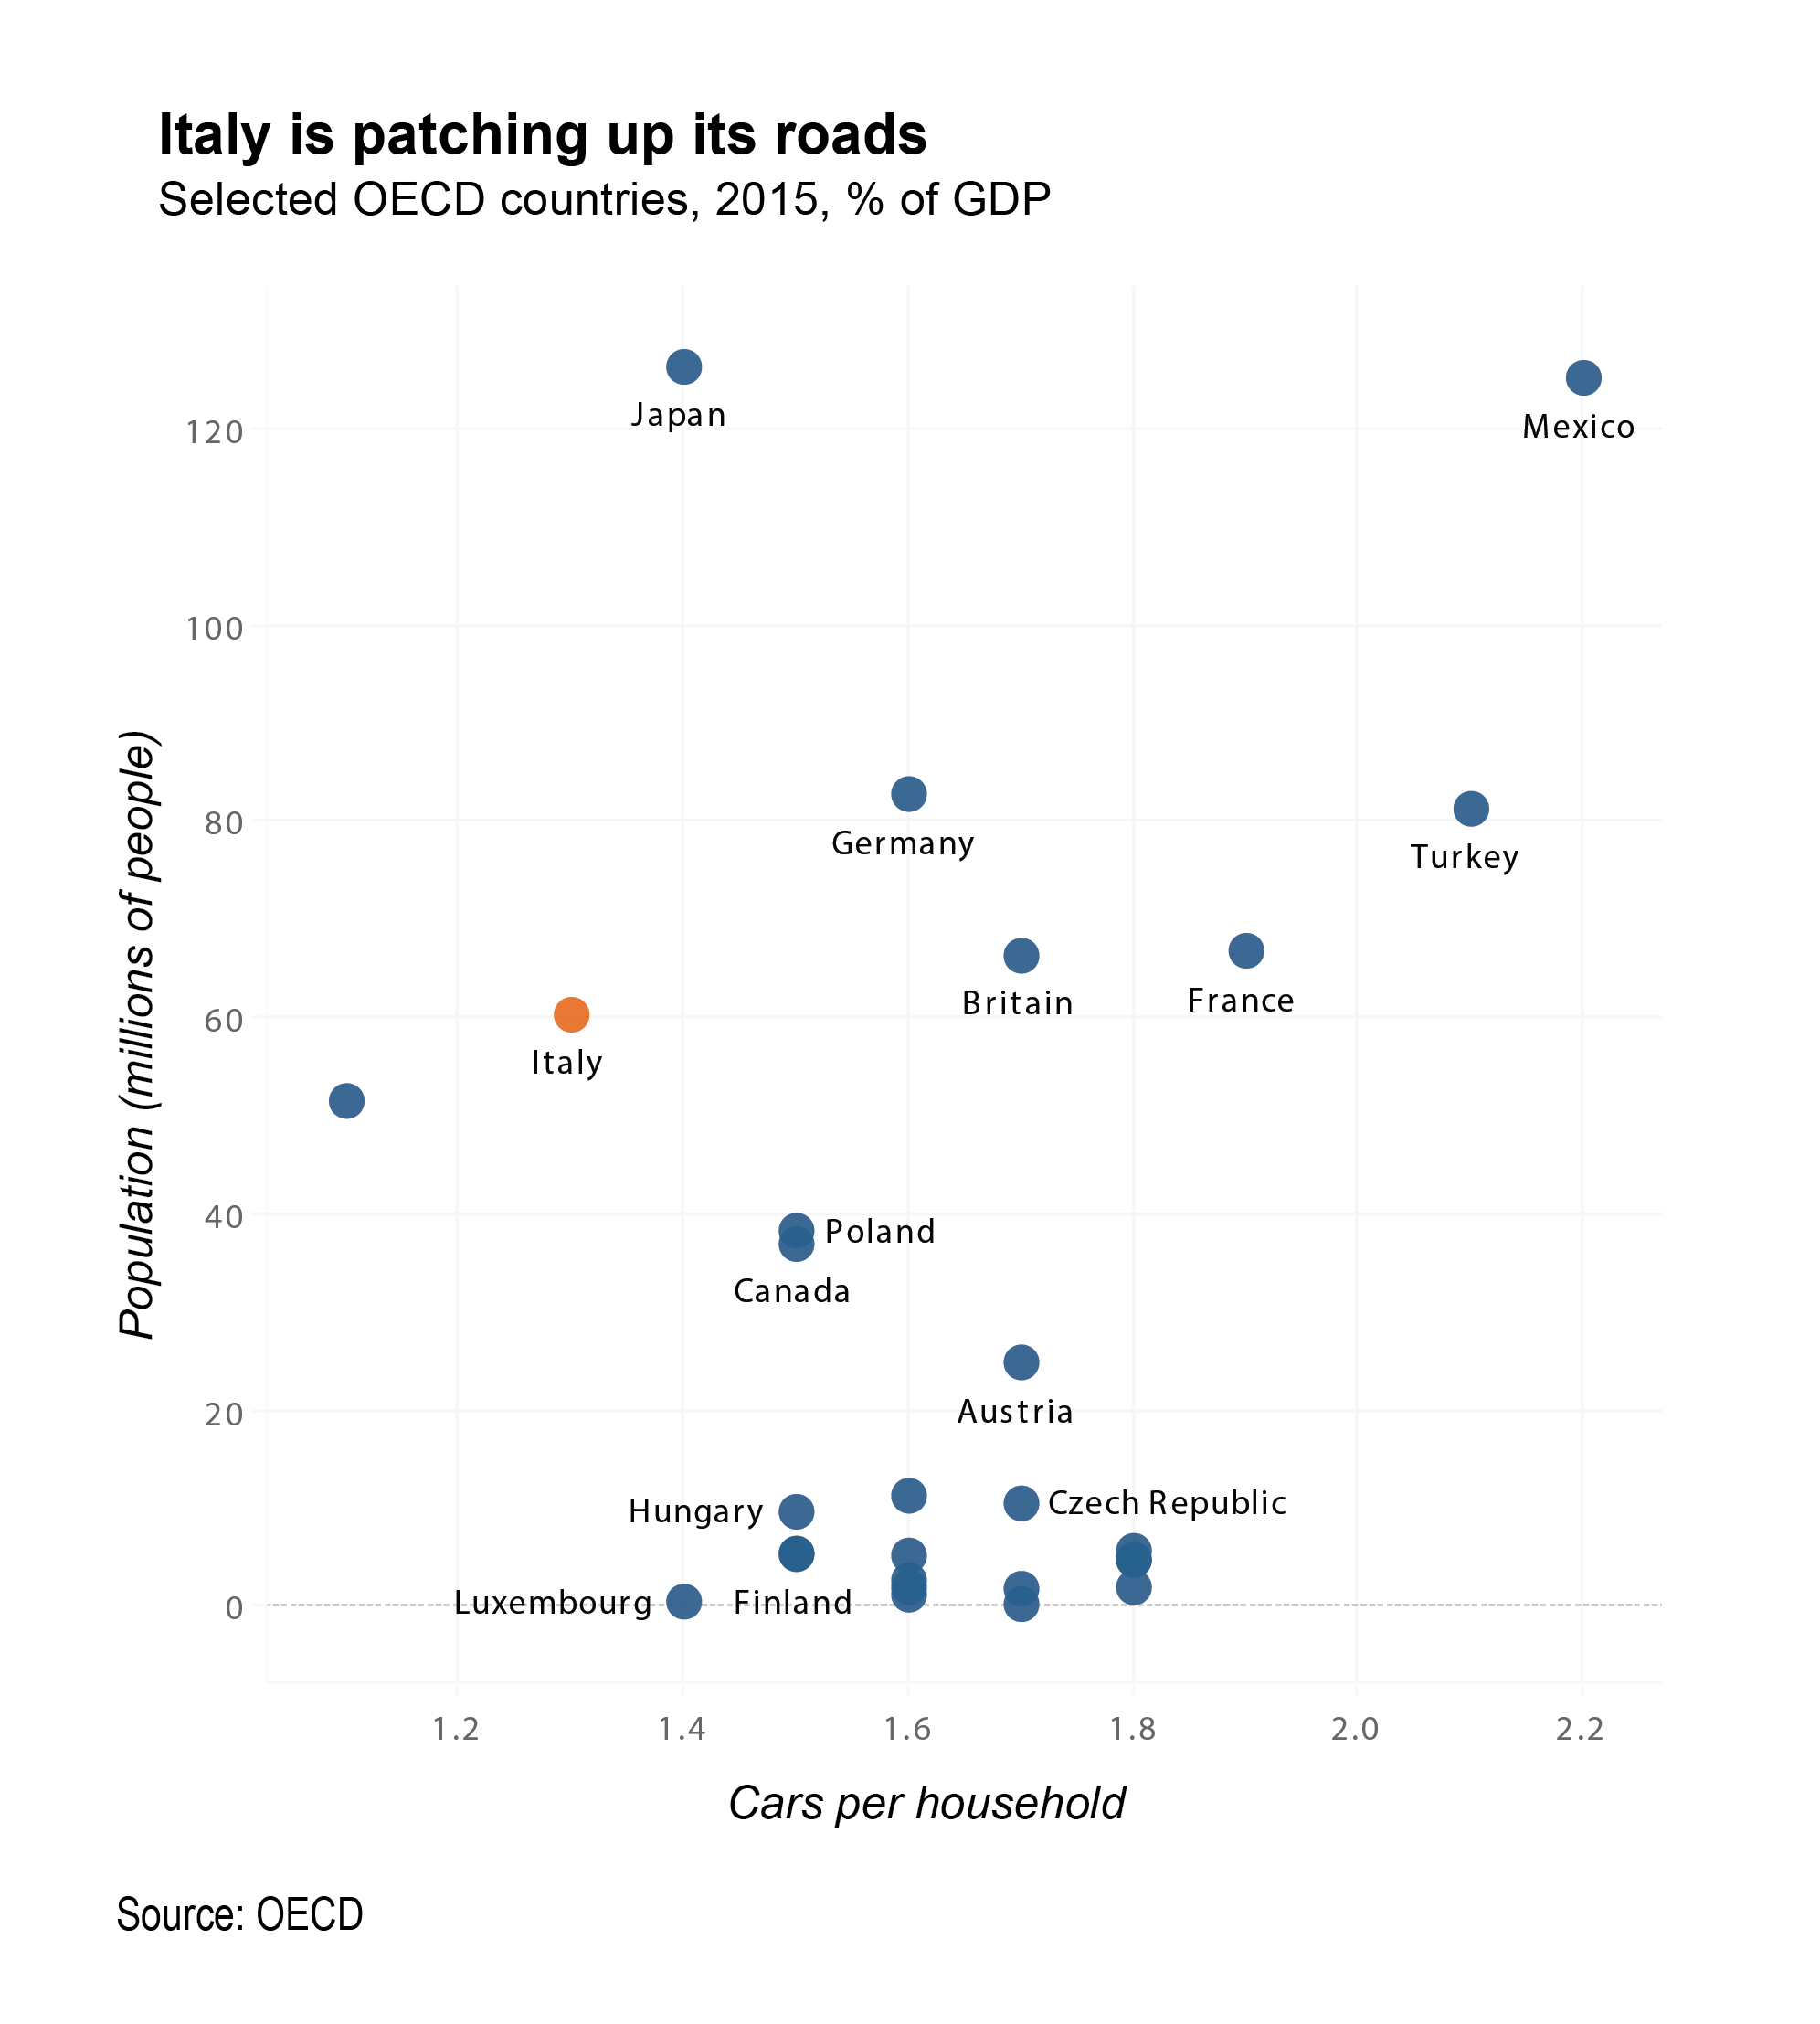 Italy is patching up its roads
Selected OECD countries, 2015, % of GDP
Population (millions of people)
120
100
80
60
40
20
0
Japan
Mexico
Germany
Turkey
Britain
France
Italy
Poland
Canada
Austria
Hungary
Czech Republic
Luxembourg
Finland
1.2
1.4
1.6
1.8
2.0
2.2
Cars per household
Source: OECD